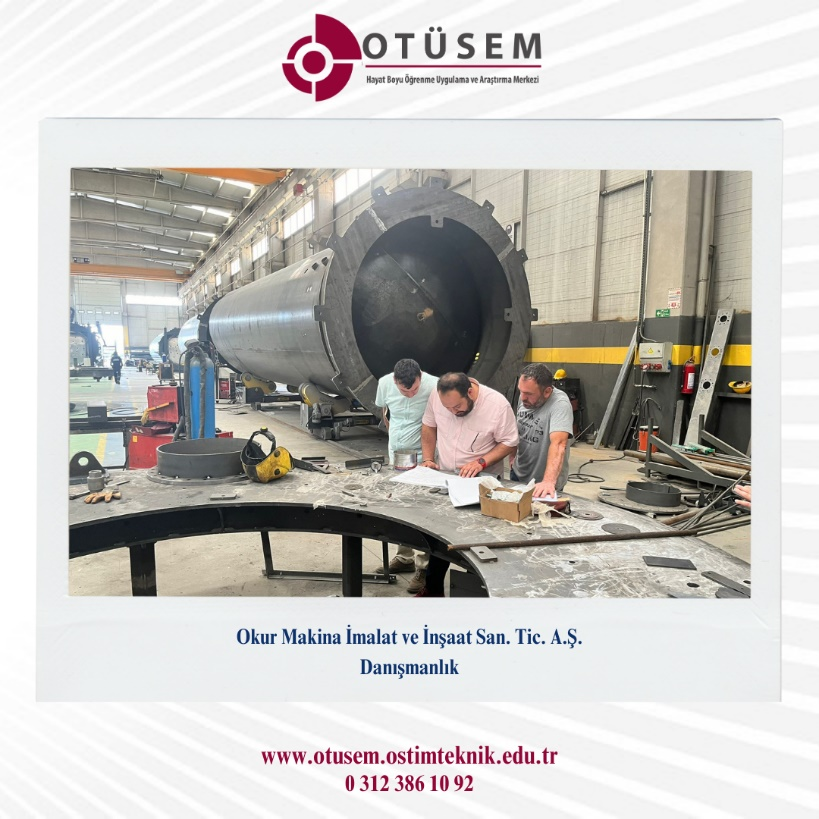 OTÜSEM
Hayat Boyu Öğrenme Uygulama ve Araştırma Merkezi
Okur Makina İmalat ve İnşaat San. Tic. A.Ş.
Danışmanlık
www.otusem.ostimteknik.edu.tr
0 312 386 10 92